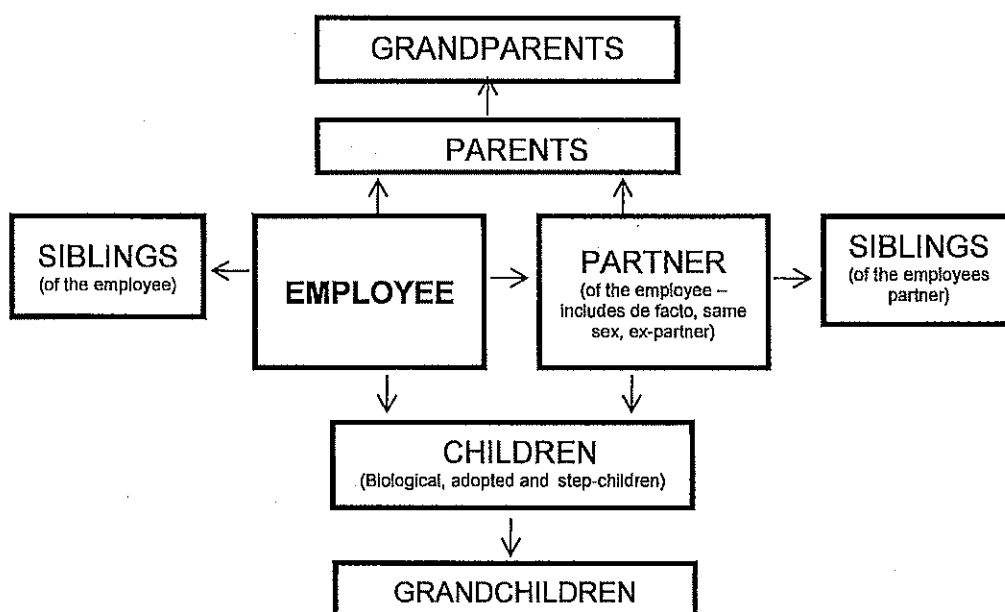 GRANDPARENTS
PARENTS
SIBLINGS
(of the employee)
EMPLOYEE
PARTNER
(of the employee –
includes de facto, same
sex, ex-partner)
SIBLINGS
(of the employees
partner)
CHILDREN
(Biological, adopted and step-children)
GRANDCHILDREN